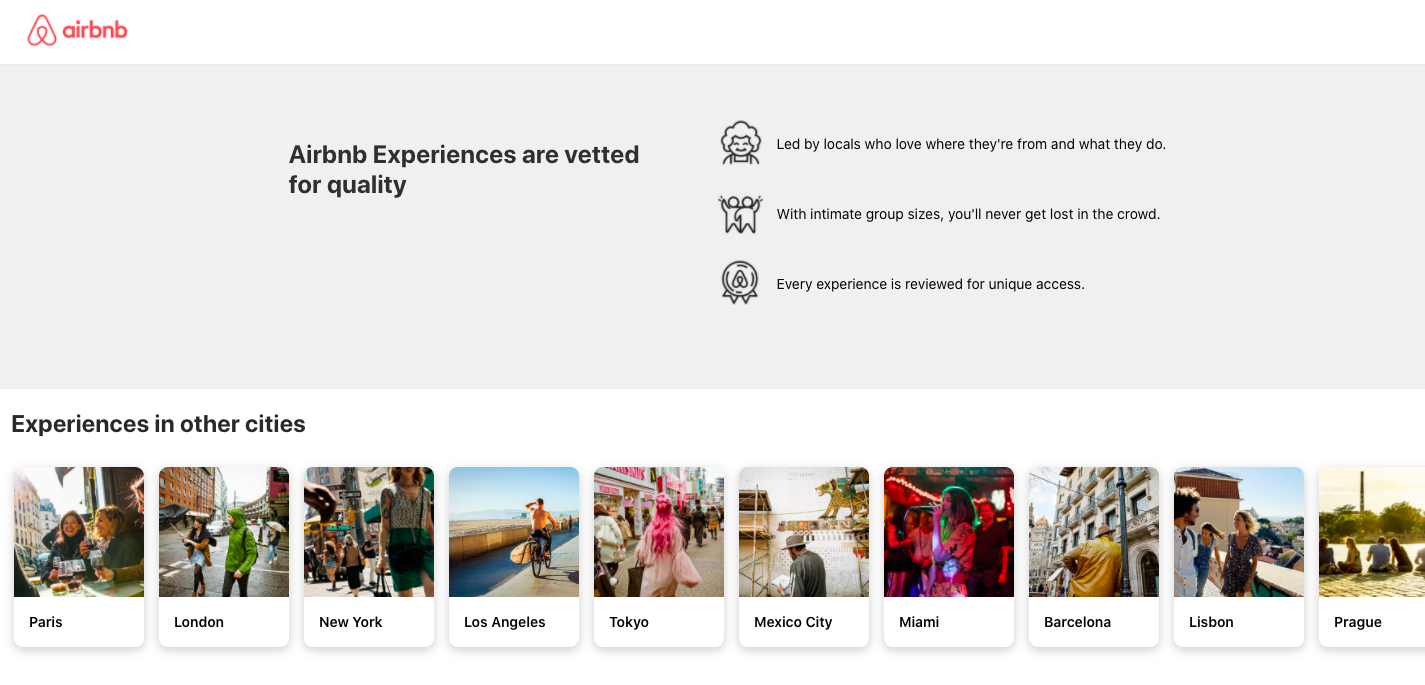 airbnb
Airbnb Experiences are vetted
for quality
Led by locals who love where they're from and what they do.
With intimate group sizes, you'll never get lost in the crowd.
Every experience is reviewed for unique access.
Experiences in other cities
Paris
London
New York
Los Angeles
Tokyo
Mexico City
Miami
Barcelona
Lisbon
Prague